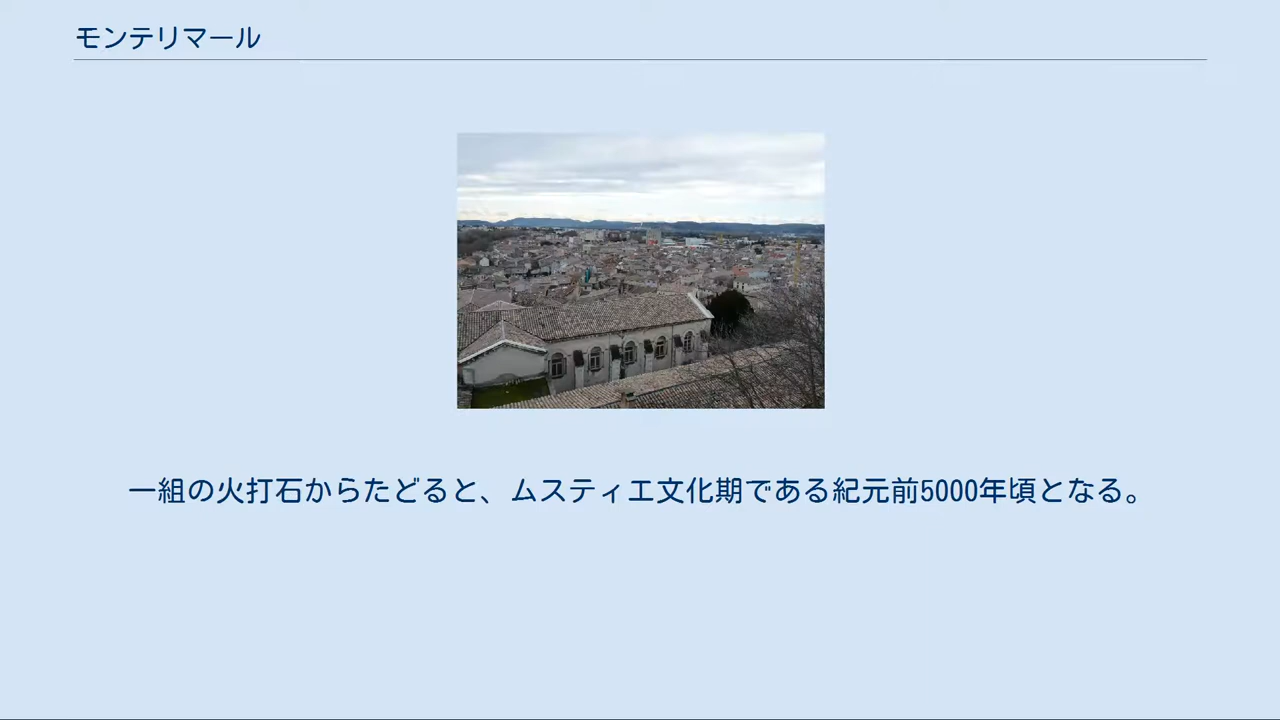 モンテリマール
一組の火打石からたどると、ムスティエ文化期である紀元前5000年頃となる。